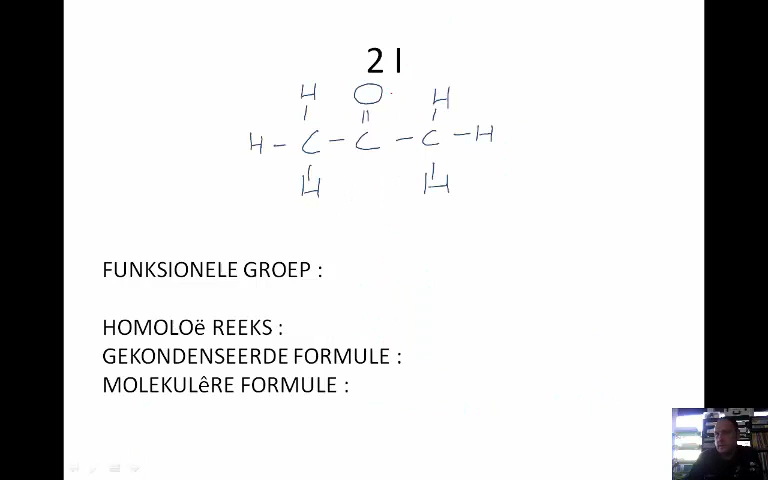 2 I
H O H
H - C - C - C - H
H H
FUNKSIONELE GROEP :
HOMOLOë REEKS :
GEKONDENSEERDE FORMULE :
MOLEKULêRE FORMULE :